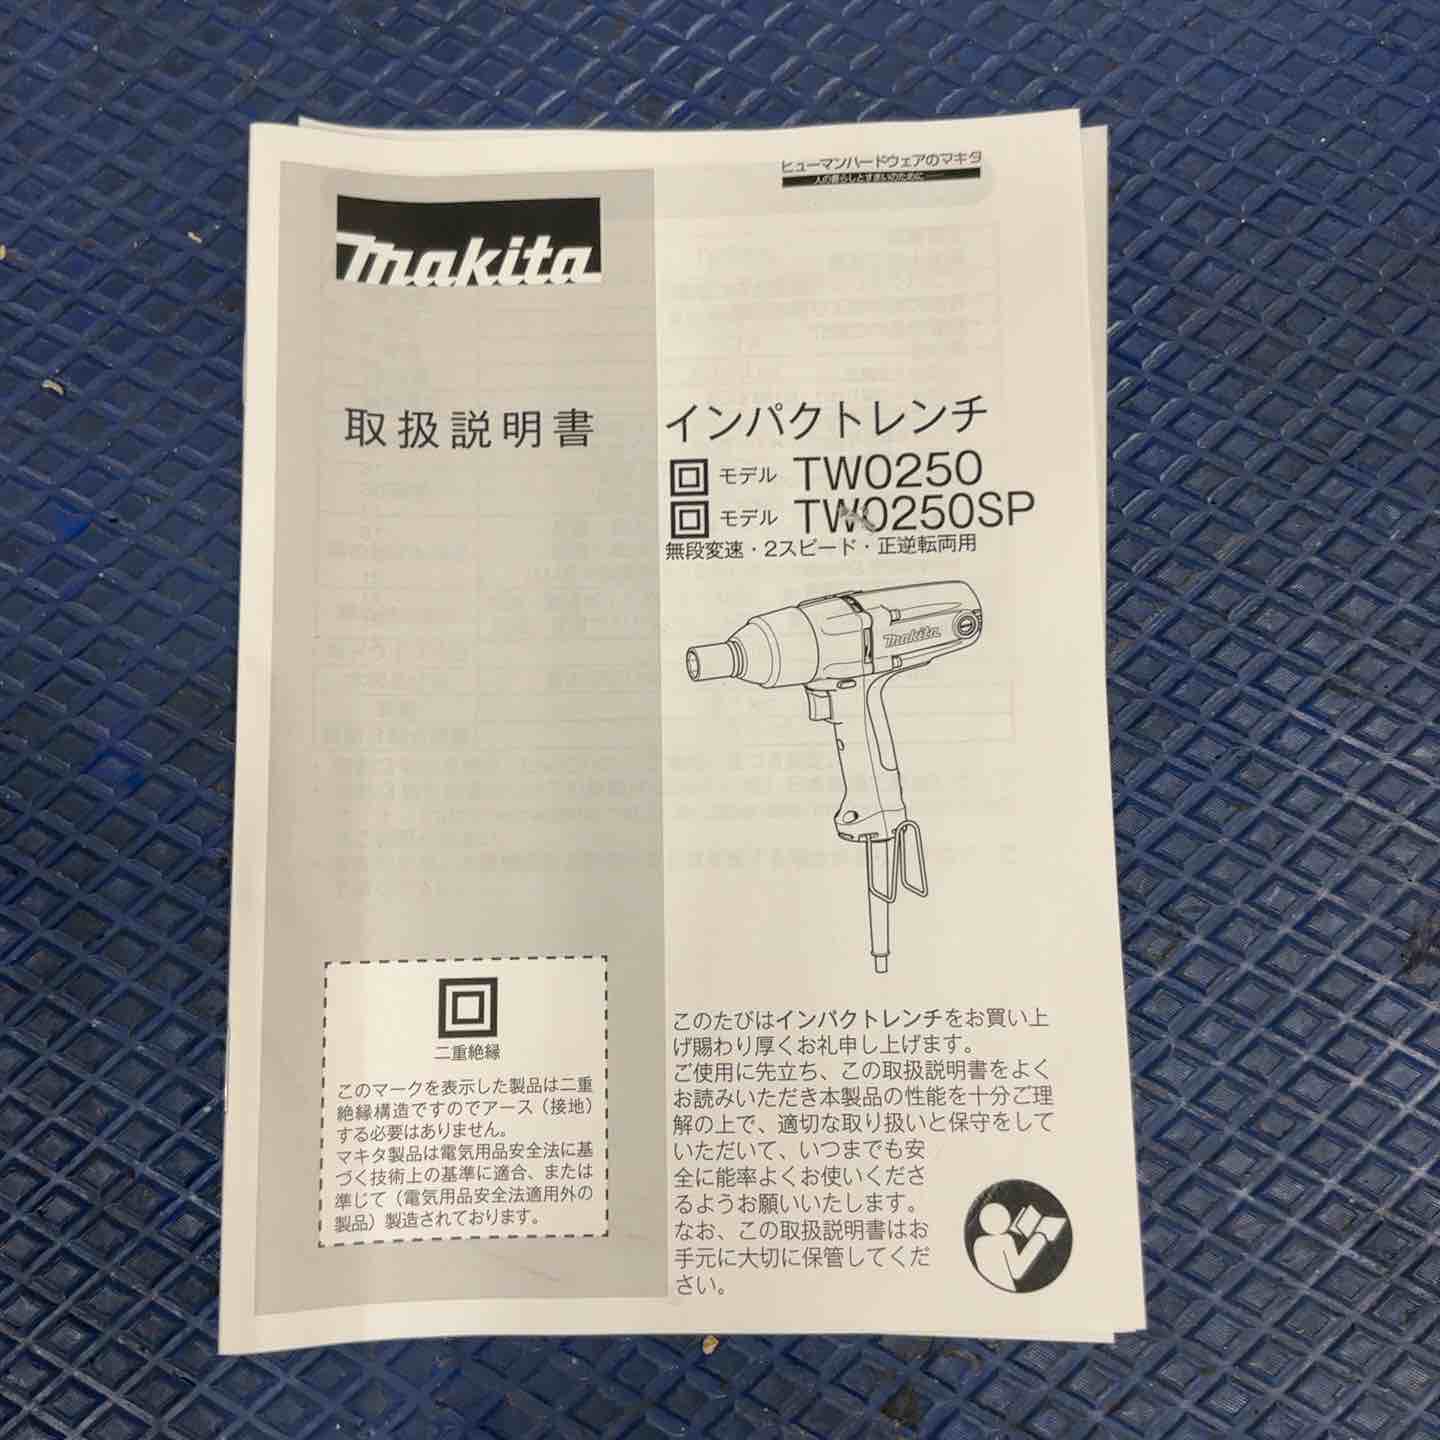 ヒューマンハードウェアのマキタ
人の暮らしとすまいのために
makita
取扱説明書
インパクトレンチ
モデル TW0250
モデル TW0250SP
無段変速・2スピード・正逆転両用
makita
二重絶縁
このマークを表示した製品は二重
絶縁構造ですのでアース（接地）
する必要はありません。
マキタ製品は電気用品安全法に基
づく技術上の基準に適合、または
準じて（電気用品安全法適用外の
製品）製造されております。
このたびはインパクトレンチをお買い上
げ賜わり厚くお礼申し上げます。
ご使用に先立ち、この取扱説明書をよく
お読みいただき本製品の性能を十分ご理
解の上で、適切な取り扱いと保守をして
いただいて、いつまでも安
全に能率よくお使いくださ
るようお願いいたします。
なお、この取扱説明書はお
手元に大切に保管してくだ
さい。